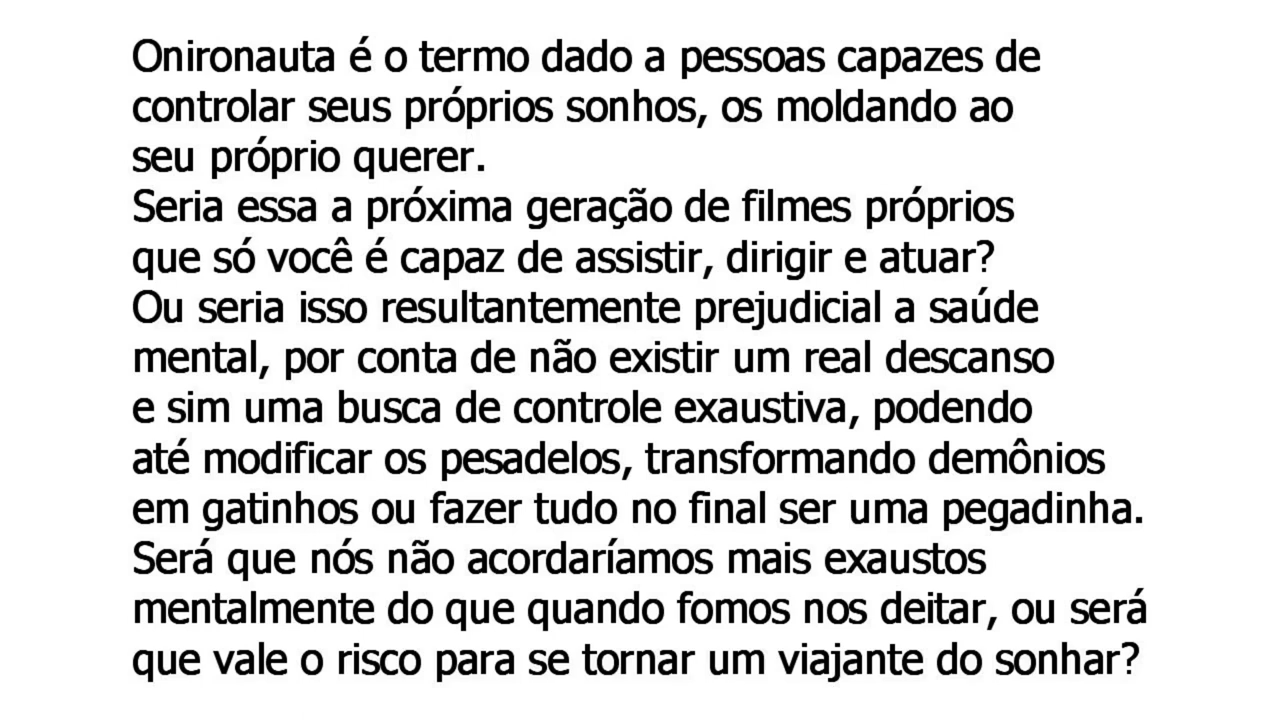 Onironauta é o termo dado a pessoas capazes de
controlar seus próprios sonhos, os moldando ao
seu próprio querer.
Seria essa a próxima geração de filmes próprios
que só você é capaz de assistir, dirigir e atuar?
Ou seria isso resultantemente prejudicial a saúde
mental, por conta de não existir um real descanso
e sim uma busca de controle exaustiva, podendo
até modificar os pesadelos, transformando demônios
em gatinhos ou fazer tudo no final ser uma pegadinha.
Será que nós não acordaríamos mais exaustos
mentalmente do que quando fomos nos deitar, ou será
que vale o risco para se tornar um viajante do sonhar?